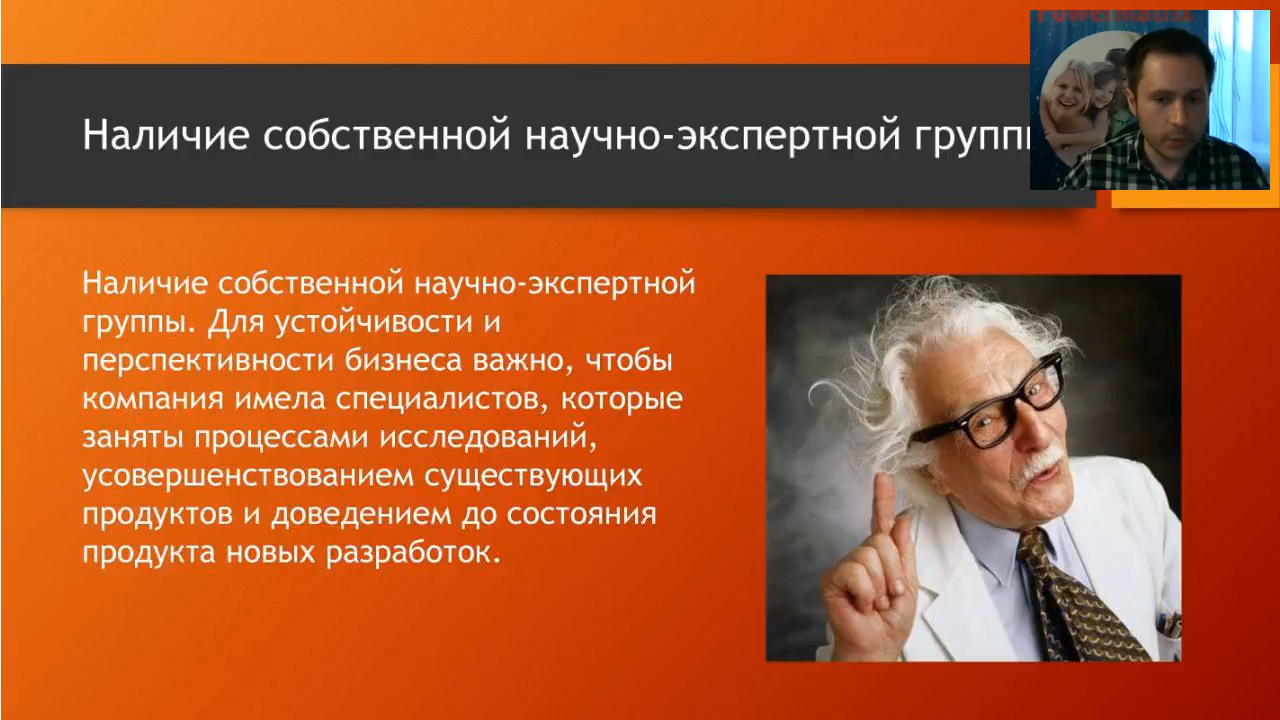 Powermatrix
Наличие собственной научно-экспертной групп
Наличие собственной научно-экспертной
группы. Для устойчивости и
перспективности бизнеса важно, чтобы
компания имела специалистов, которые
заняты процессами исследований,
усовершенствованием существующих
продуктов и доведением до состояния
продукта новых разработок.